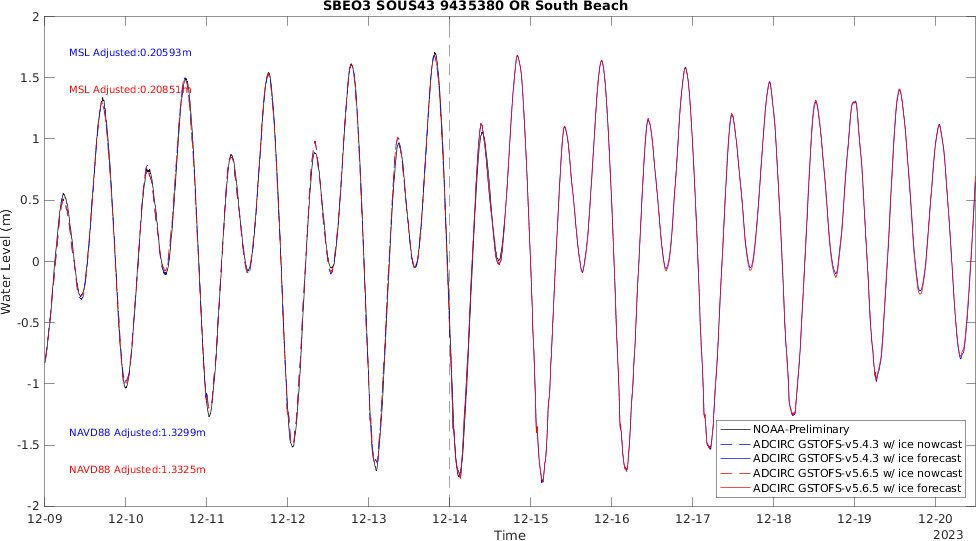 SBEO3 SOUS43 9435380 OR South Beach
2
1.5
1
0.5
0
-0.5
-1
-1.5
-2
Water Level (m)
MSL Adjusted:0.20593m
MSL Adjusted:0.20851m
NAVD88 Adjusted:1.3299m
NAVD88 Adjusted:1.3325m
NOAA-Preliminary
ADCIRC GSTOFS-v5.4.3 w/ ice nowcast
ADCIRC GSTOFS-v5.4.3 w/ ice forecast
ADCIRC GSTOFS-v5.6.5 w/ ice nowcast
ADCIRC GSTOFS-v5.6.5 w/ ice forecast
12-09 12-10 12-11 12-12 12-13 12-14 12-15 12-16 12-17 12-18 12-19 12-20
Time
2023